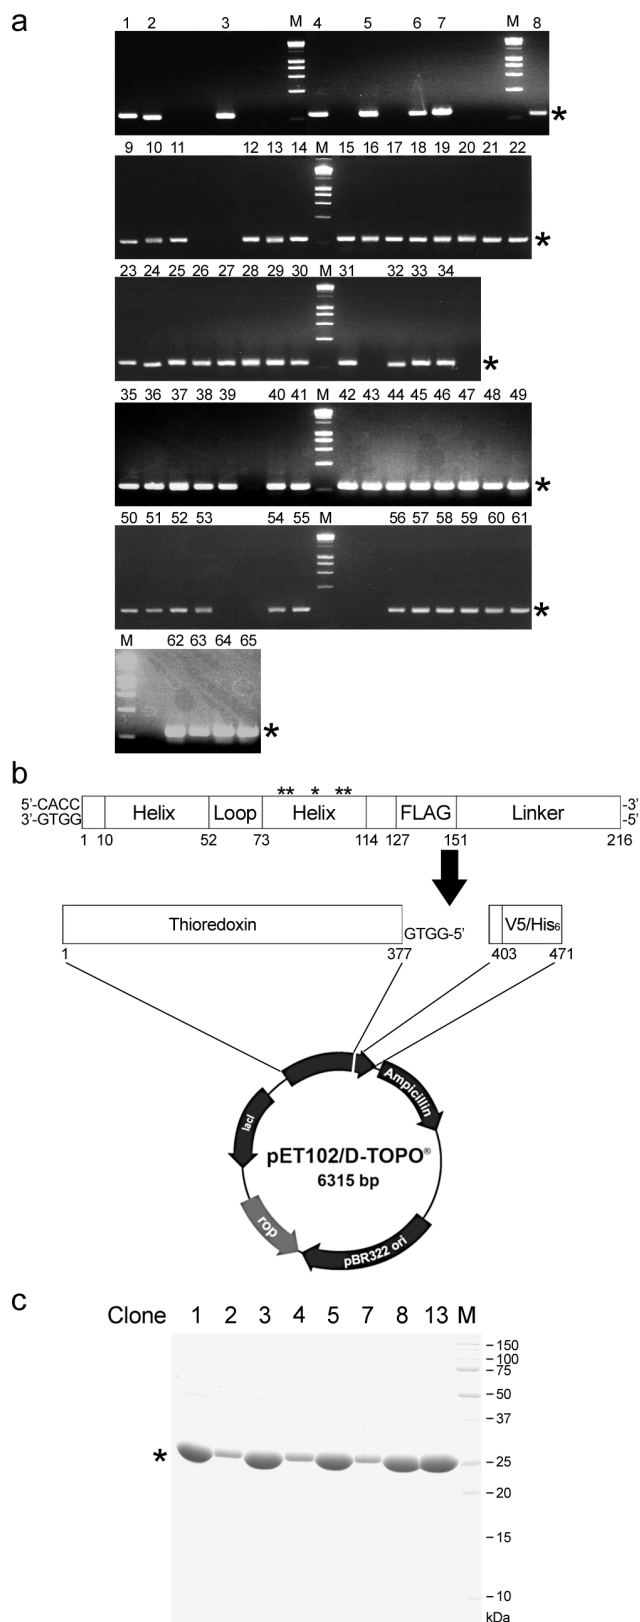 a
1 2 3 M 4 5 6 7 M 8
*
9 10 11 12 13 14 M 15 16 17 18 19 20 21 22
*
23 24 25 26 27 28 29 30 M 31 32 33 34
*
35 36 37 38 39 40 41 M 42 43 44 45 46 47 48 49
*
50 51 52 53 54 55 M 56 57 58 59 60 61
*
M 62 63 64 65
*
b
** * **
5’-CACC Helix Loop Helix FLAG Linker -3’
3’-GTGG -5’
1 10 52 73 114 127 151 216
Thioredoxin GTGG-5’ V5/His₆
1 377 403 471
Ampicillin
lacI
pET102/D-TOPO®
6315 bp
rop
pBR322 ori
c
Clone 1 2 3 4 5 7 8 13 M
150
100
75
50
37
*
25
20
15
10
kDa